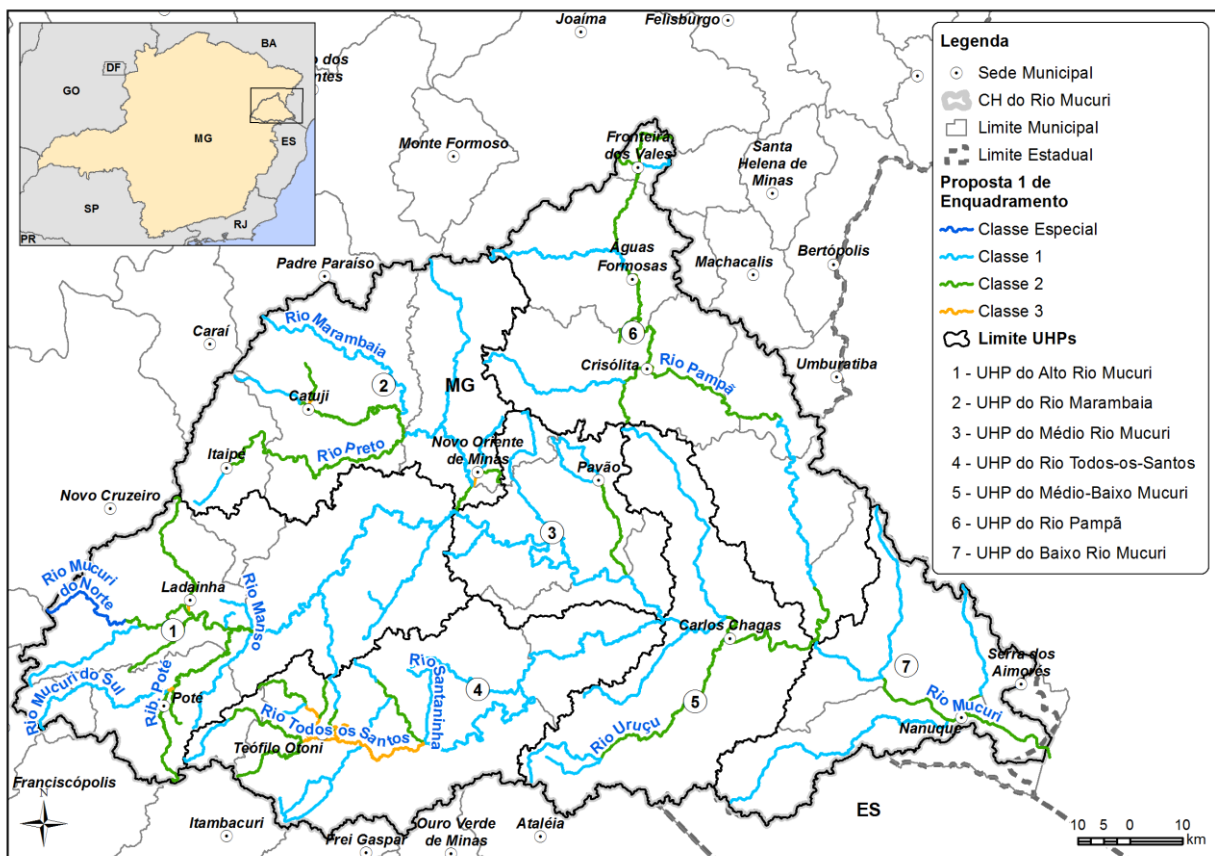 BA
DF
GO
MG
ES
SP
RJ
PR
Joaíma
Felisburgo
o dos
ntes
Monte Formoso
Fronteira
dos Vales
Santa
Helena de
Minas
Águas
Formosas
Machacalis
Bertópolis
Padre Paraíso
Rio Marambaia
Caraí
6
Crisólita
Rio Pampã
Umburatiba
2
MG
Catuji
Rio Preto
Itaipé
Novo Oriente
de Minas
Pavão
Novo Cruzeiro
3
Rio Mucuri
do Norte
Ladainha
Rio Manso
1
Carlos Chagas
Rio Mucuri do Sul
Rib. Poté
Poté
Rio Santaninha
4
7
Serra dos
Aimorés
5
Rio Mucuri
Nanuque
Rio Todos os Santos
Teófilo Otoni
Rio Uruçu
Franciscópolis
N
Itambacuri
Frei Gaspar
Ouro Verde
de Minas
Ataléia
ES
10 5 0 10
km
Legenda
Sede Municipal
CH do Rio Mucuri
Limite Municipal
Limite Estadual
Proposta 1 de
Enquadramento
Classe Especial
Classe 1
Classe 2
Classe 3
Limite UHPs
1 - UHP do Alto Rio Mucuri
2 - UHP do Rio Marambaia
3 - UHP do Médio Rio Mucuri
4 - UHP do Rio Todos-os-Santos
5 - UHP do Médio-Baixo Mucuri
6 - UHP do Rio Pampã
7 - UHP do Baixo Rio Mucuri